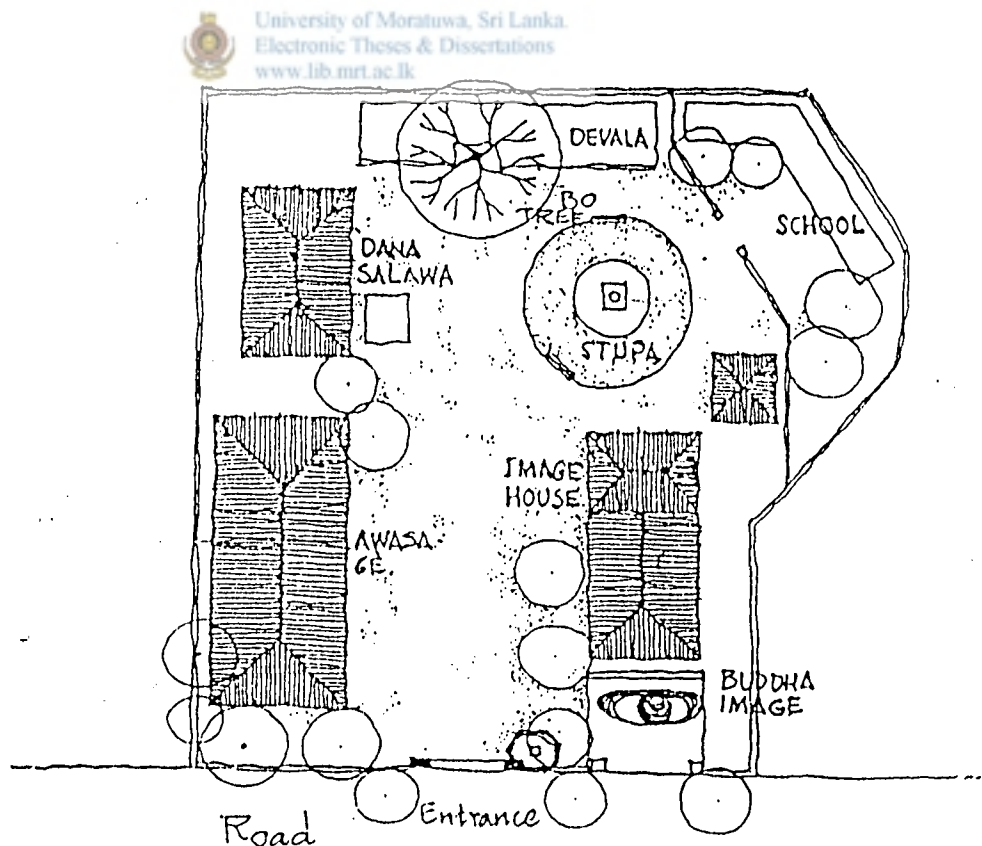 University of Moratuwa, Sri Lanka.
Electronic Theses & Dissertations
www.lib.mrt.ac.lk
DEVALA
BO
TREE
SCHOOL
DANA
SALAWA
STUPA
IMAGE
HOUSE
AWASA
GE.
BUDDHA
IMAGE
Entrance
Road